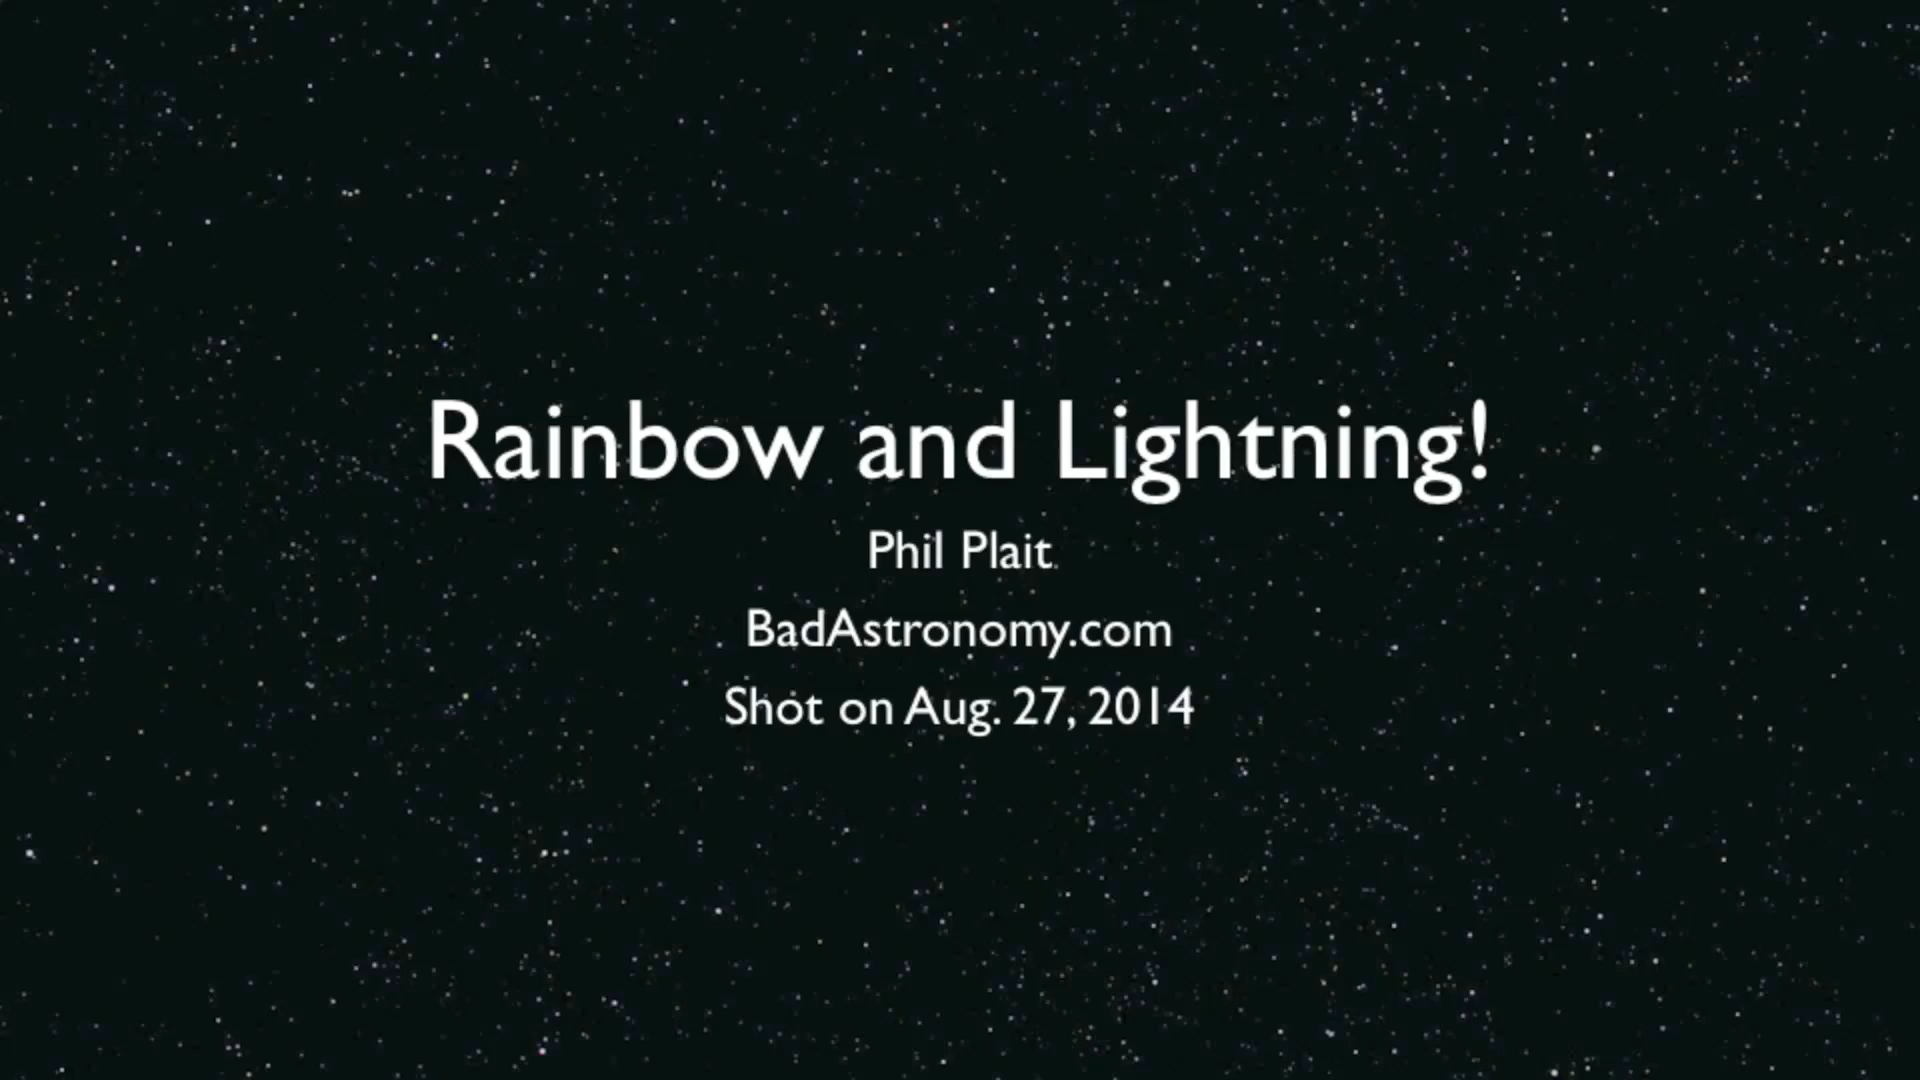 Rainbow and Lightning!
Phil Plait
BadAstronomy.com
Shot on Aug. 27, 2014